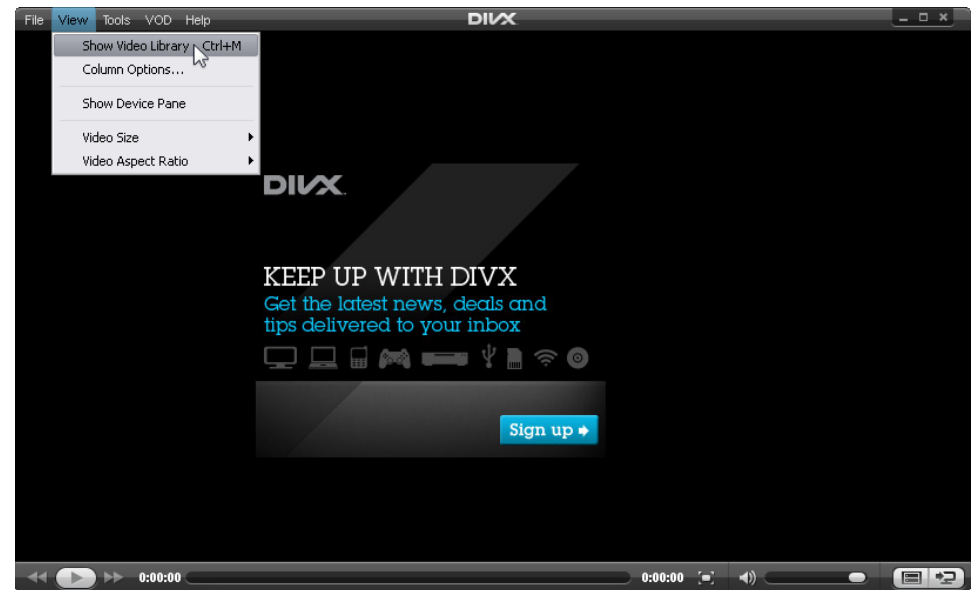 File View Tools VOD Help DIVX
Show Video Library Ctrl+M
Column Options...
Show Device Pane
Video Size
Video Aspect Ratio
DIVX.
KEEP UP WITH DIVX
Get the latest news, deals and
tips delivered to your inbox
Sign up
0:00:00 0:00:00